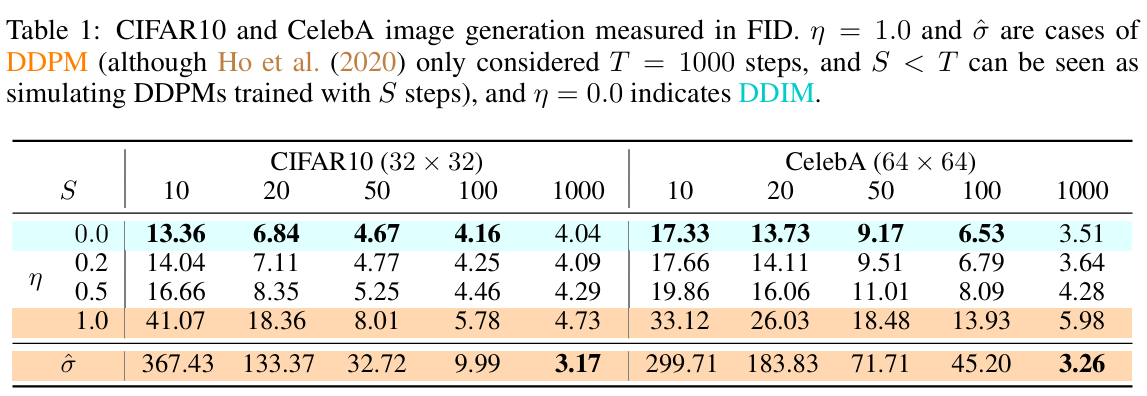 Table 1: CIFAR10 and CelebA image generation measured in FID. η = 1.0 and σ̂ are cases of
DDPM (although Ho et al. (2020) only considered T = 1000 steps, and S < T can be seen as
simulating DDPMs trained with S steps), and η = 0.0 indicates DDIM.
CIFAR10 (32 × 32) CelebA (64 × 64)
S 10 20 50 100 1000 10 20 50 100 1000
0.0 13.36 6.84 4.67 4.16 4.04 17.33 13.73 9.17 6.53 3.51
0.2 14.04 7.11 4.77 4.25 4.09 17.66 14.11 9.51 6.79 3.64
η
0.5 16.66 8.35 5.25 4.46 4.29 19.86 16.06 11.01 8.09 4.28
1.0 41.07 18.36 8.01 5.78 4.73 33.12 26.03 18.48 13.93 5.98
σ̂ 367.43 133.37 32.72 9.99 3.17 299.71 183.83 71.71 45.20 3.26